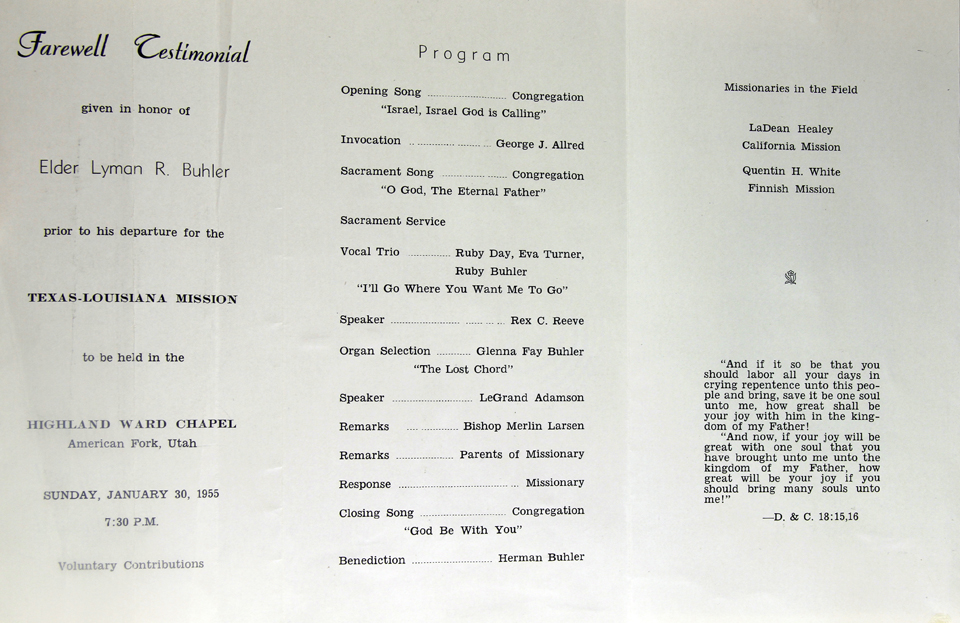 Farewell Testimonial
given in honor of
Elder Lyman R. Buhler
prior to his departure for the
TEXAS-LOUISIANA MISSION
to be held in the
HIGHLAND WARD CHAPEL
American Fork, Utah
SUNDAY, JANUARY 30, 1955
7:30 P.M.
Voluntary Contributions
Program
Opening Song ........................ Congregation
"Israel, Israel God is Calling"
Invocation ........................ George J. Allred
Sacrament Song .................... Congregation
"O God, The Eternal Father"
Sacrament Service
Vocal Trio ............ Ruby Day, Eva Turner,
Ruby Buhler
"I'll Go Where You Want Me To Go"
Speaker ................................ Rex C. Reeve
Organ Selection .......... Glenna Fay Buhler
"The Lost Chord"
Speaker ........................ LeGrand Adamson
Remarks ................ Bishop Merlin Larsen
Remarks ................ Parents of Missionary
Response .................................. Missionary
Closing Song ........................ Congregation
"God Be With You"
Benediction ...................... Herman Buhler
Missionaries in the Field
LaDean Healey
California Mission
Quentin H. White
Finnish Mission
"And if it so be that you
should labor all your days in
crying repentence unto this peo-
ple and bring, save it be one soul
unto me, how great shall be
your joy with him in the king-
dom of my Father!
"And now, if your joy will be
great with one soul that you
have brought unto me unto the
kingdom of my Father, how
great will be your joy if you
should bring many souls unto
me!"
—D. & C. 18:15,16